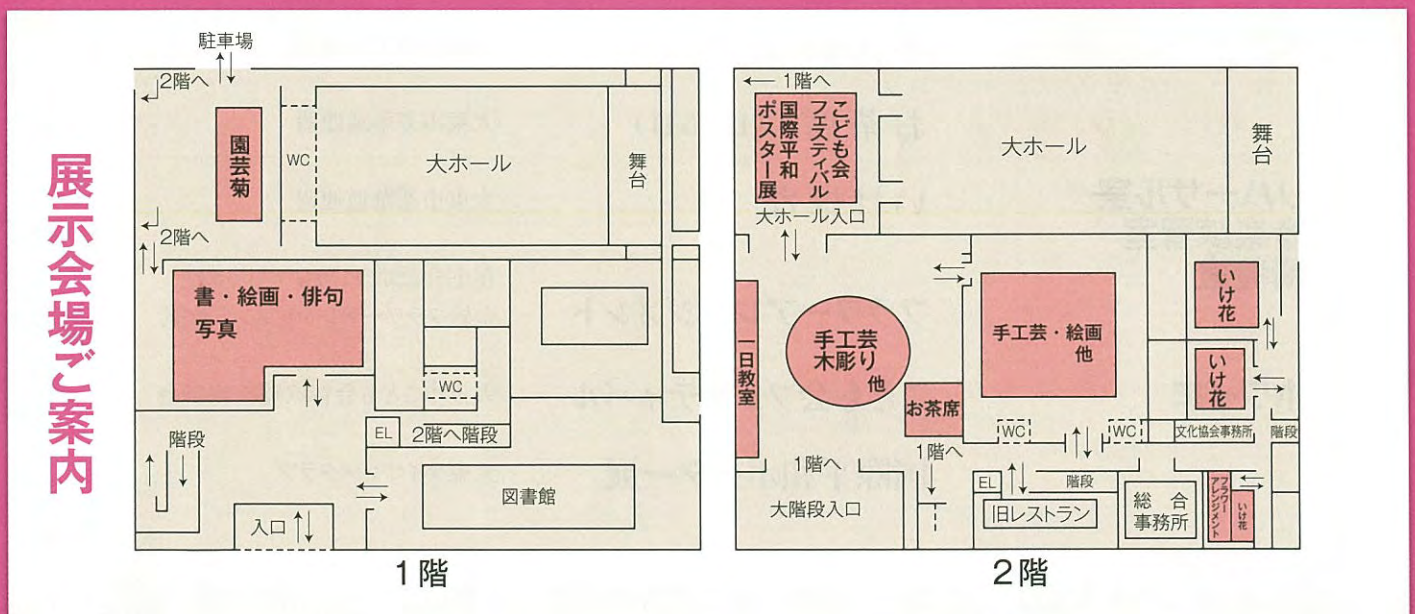 展示会場ご案内
駐車場
2階へ
園芸菊
WC
大ホール
舞台
2階へ
書・絵画・俳句
写真
WC
EL
2階へ階段
階段
図書館
入口
1階
1階へ
こども会
フェスティバル
国際平和
ポスター展
大ホール
舞台
大ホール入口
一日教室
手工芸
木彫り
他
手工芸・絵画
他
いけ花
いけ花
お茶席
WC
WC
文化協会事務所
階段
1階へ
1階へ
大階段入口
EL
階段
旧レストラン
総合
事務所
フラワー
アレンジメント
いけ花
2階